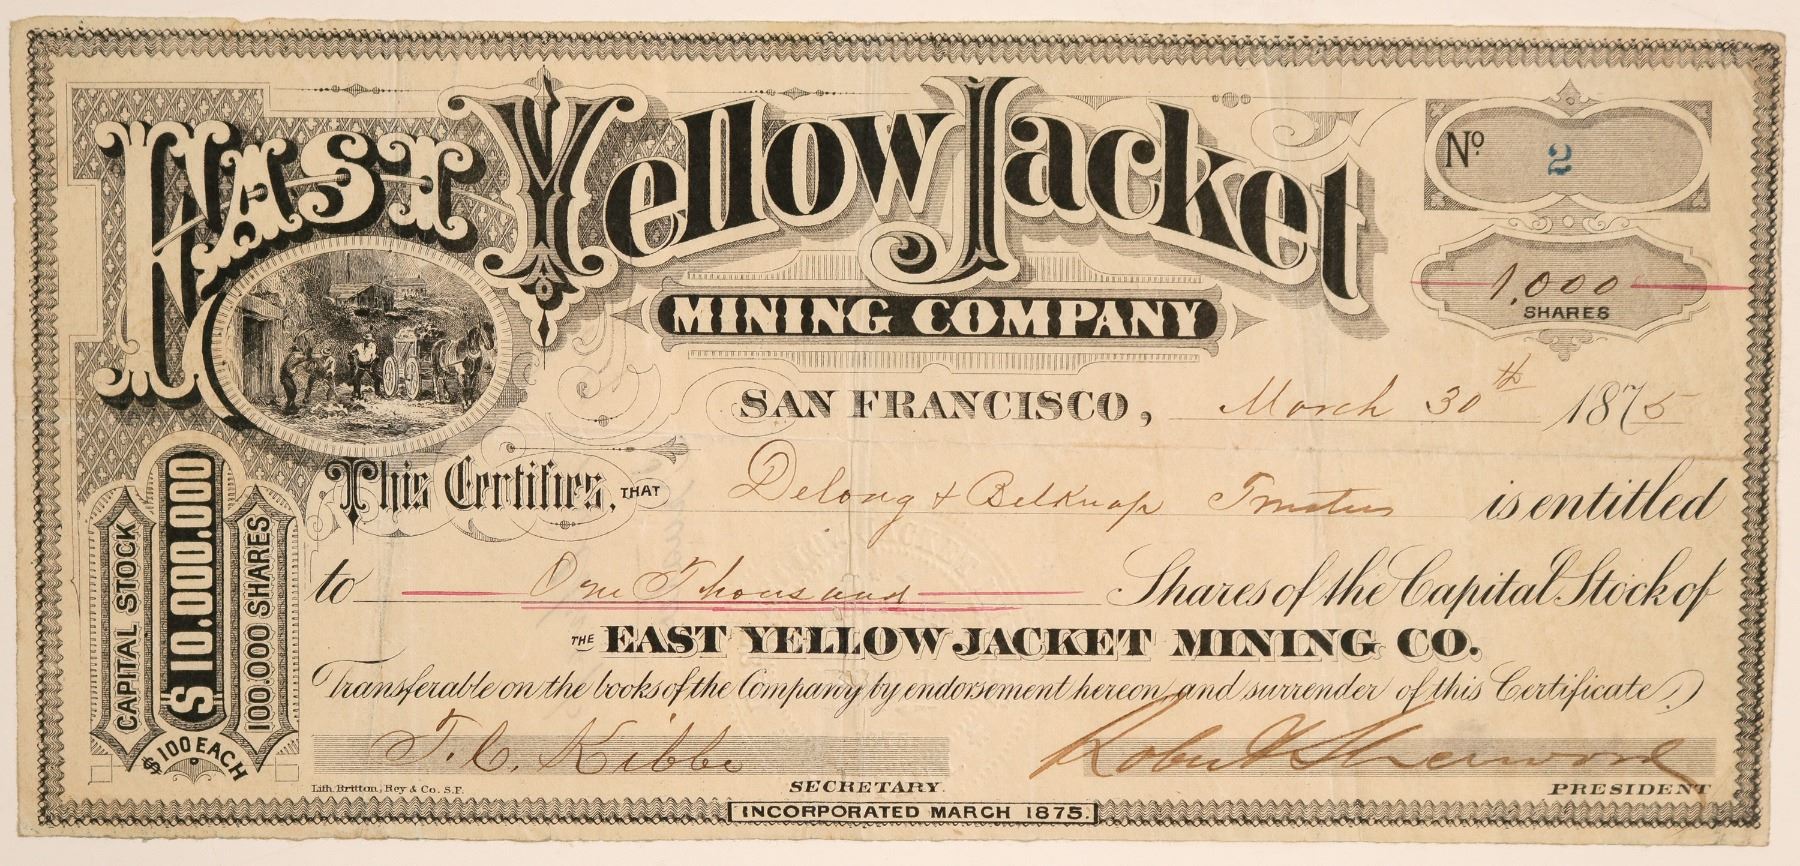 East Yellow Jacket
MINING COMPANY
No 2
1,000
SHARES
SAN FRANCISCO, March 30th 1875
This Certifies, THAT Delong & Belknap Trustees is entitled
to One Thousand Shares of the Capital Stock of
THE EAST YELLOW JACKET MINING CO.
Transferable on the books of the Company by endorsement hereon and surrender of this Certificate
T. C. Kibbe
SECRETARY.
Robert Sherwood
PRESIDENT
CAPITAL STOCK
$10.000.000
100.000 SHARES
$100 EACH
Lith. Britton, Rey & Co. S.F.
INCORPORATED MARCH 1875.